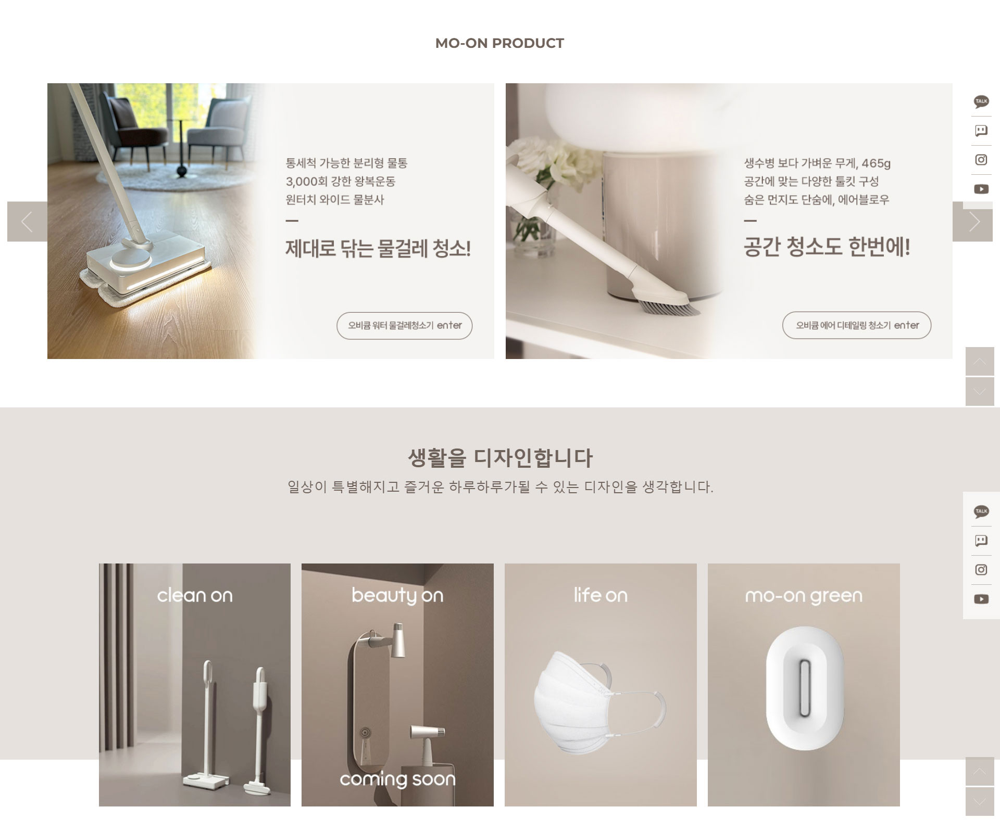 MO-ON PRODUCT
통세척 가능한 분리형 물통
3,000회 강한 왕복운동
원터치 와이드 물분사
제대로 닦는 물걸레 청소!
오비큠 워터 물걸레청소기 enter
생수병 보다 가벼운 무게, 465g
공간에 맞는 다양한 툴킷 구성
숨은 먼지도 단숨에, 에어블로우
공간 청소도 한번에!
오비큠 에어 디테일링 청소기 enter
TALK
생활을 디자인합니다
일상이 특별해지고 즐거운 하루하루가될 수 있는 디자인을 생각합니다.
TALK
clean on
beauty on
coming soon
life on
mo-on green